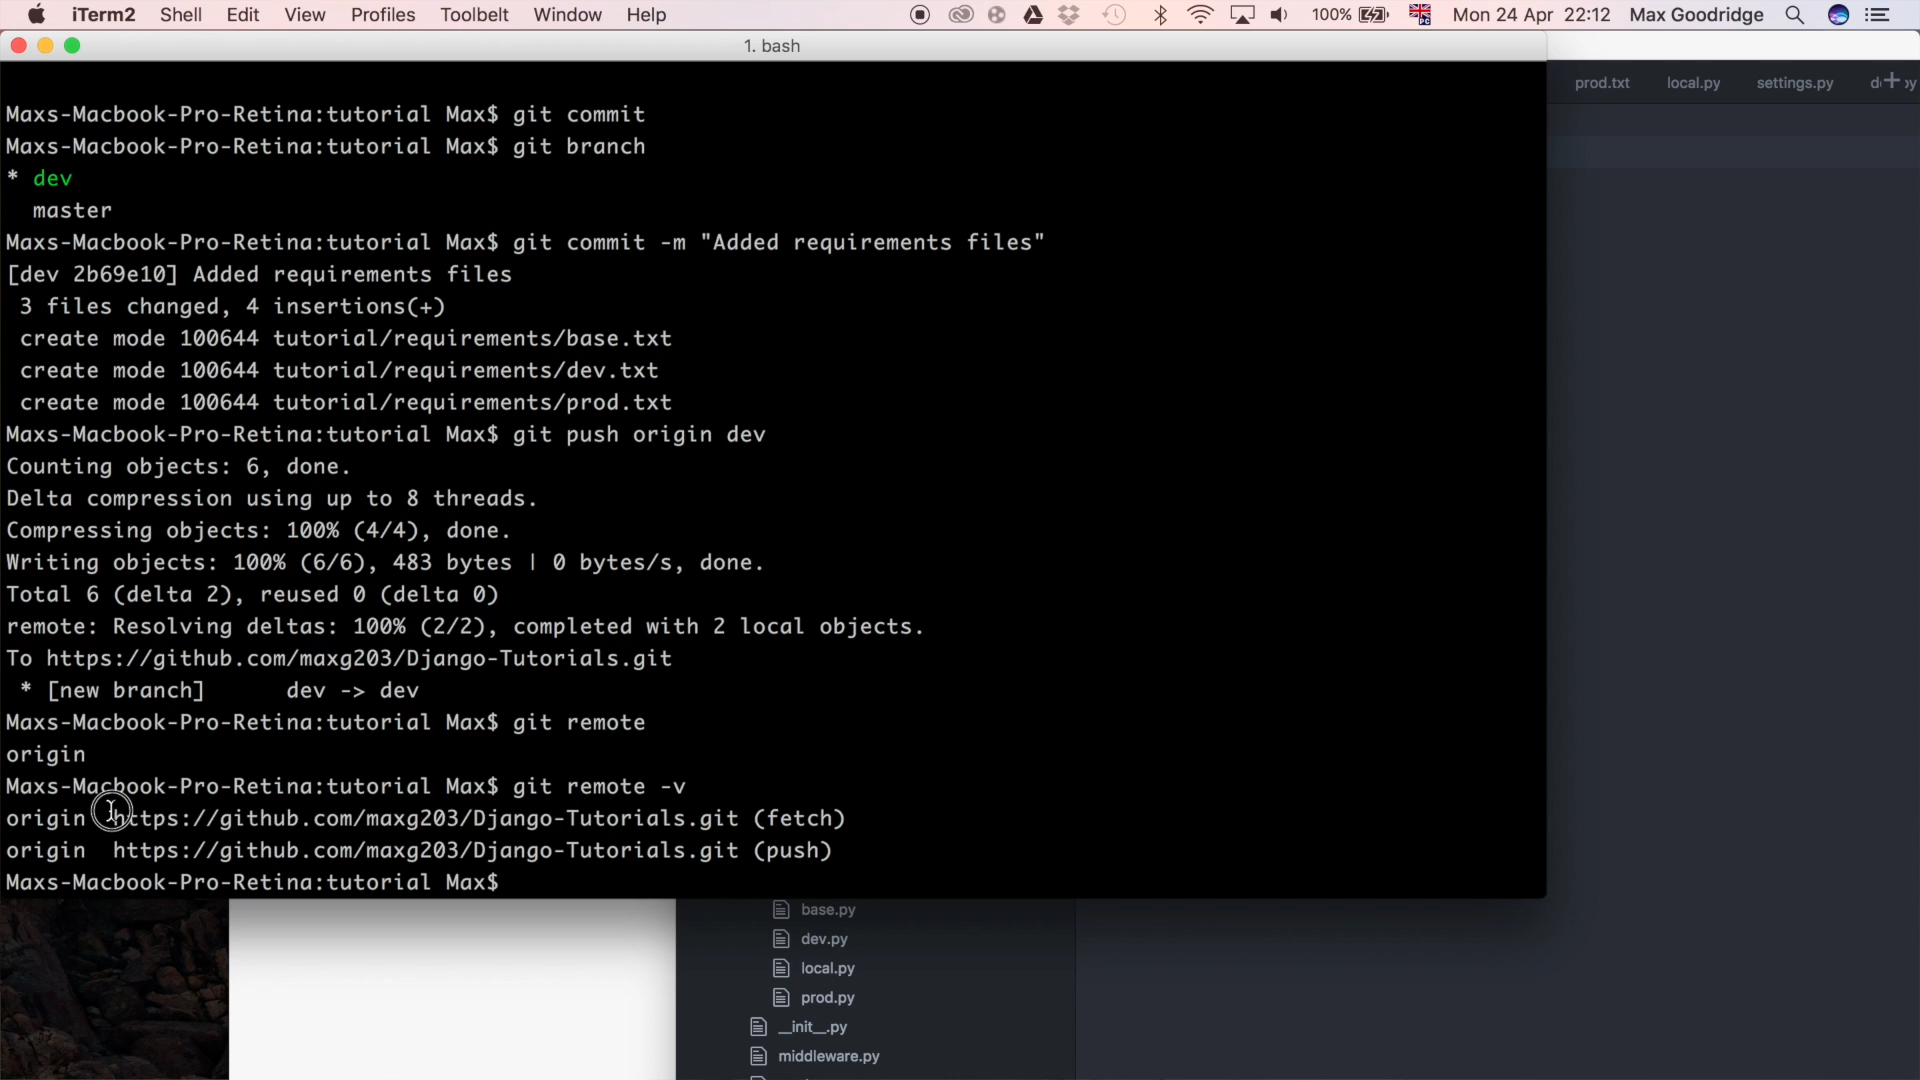 iTerm2 Shell Edit View Profiles Toolbelt Window Help 100% Mon 24 Apr 22:12 Max Goodridge
1. bash
prod.txt local.py settings.py
Maxs-Macbook-Pro-Retina:tutorial Max$ git commit
Maxs-Macbook-Pro-Retina:tutorial Max$ git branch
* dev
master
Maxs-Macbook-Pro-Retina:tutorial Max$ git commit -m "Added requirements files"
[dev 2b69e10] Added requirements files
3 files changed, 4 insertions(+)
create mode 100644 tutorial/requirements/base.txt
create mode 100644 tutorial/requirements/dev.txt
create mode 100644 tutorial/requirements/prod.txt
Maxs-Macbook-Pro-Retina:tutorial Max$ git push origin dev
Counting objects: 6, done.
Delta compression using up to 8 threads.
Compressing objects: 100% (4/4), done.
Writing objects: 100% (6/6), 483 bytes | 0 bytes/s, done.
Total 6 (delta 2), reused 0 (delta 0)
remote: Resolving deltas: 100% (2/2), completed with 2 local objects.
To https://github.com/maxg203/Django-Tutorials.git
* [new branch] dev -> dev
Maxs-Macbook-Pro-Retina:tutorial Max$ git remote
origin
Maxs-Macbook-Pro-Retina:tutorial Max$ git remote -v
origin https://github.com/maxg203/Django-Tutorials.git (fetch)
origin https://github.com/maxg203/Django-Tutorials.git (push)
Maxs-Macbook-Pro-Retina:tutorial Max$
base.py
dev.py
local.py
prod.py
__init__.py
middleware.py